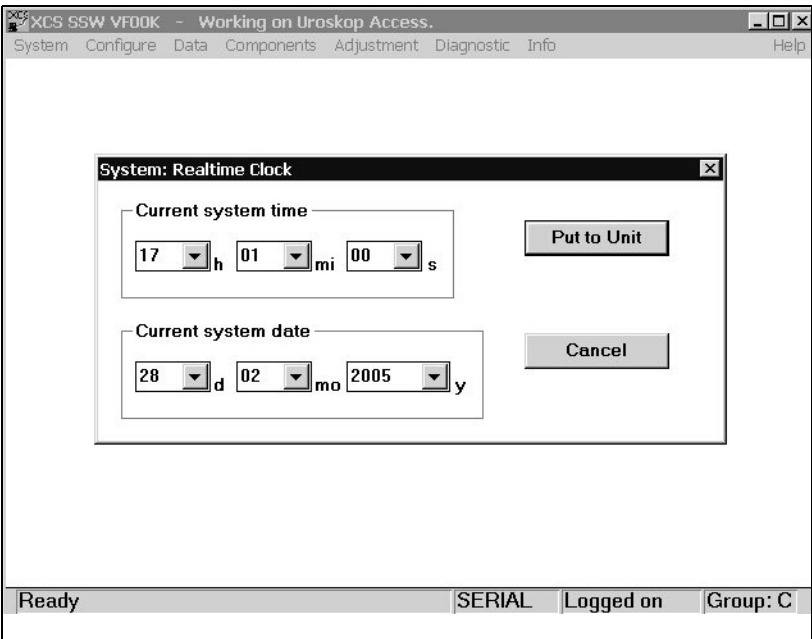 XCS SSW VF00K - Working on Uroskop Access.
System Configure Data Components Adjustment Diagnostic Info Help
System: Realtime Clock
Current system time
17 h 01 mi 00 s
Put to Unit
Current system date
28 d 02 mo 2005 y
Cancel
Ready SERIAL Logged on Group: C